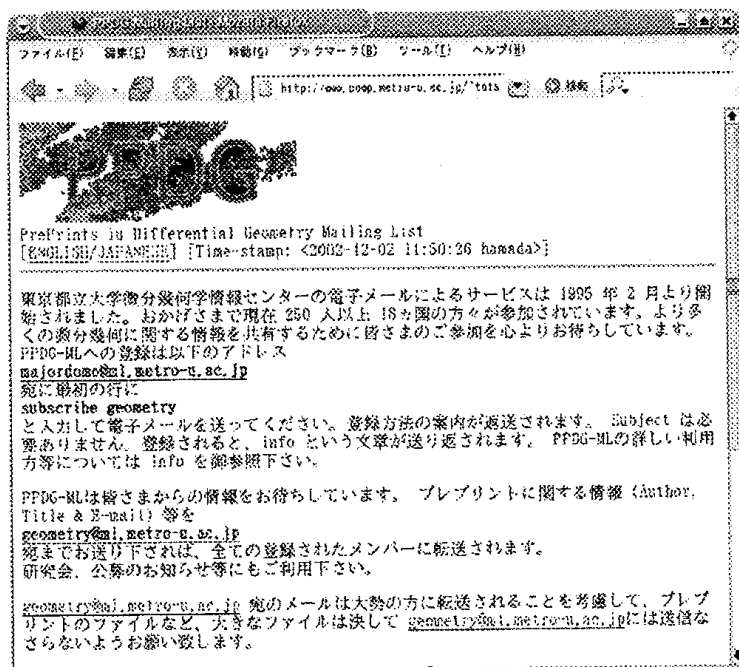 ファイル(F) 編集(E) 表示(V) 移動(G) ブックマーク(B) ツール(T) ヘルプ(H)
http://www.comp.metro-u.ac.jp/~tots 検索
PrePrints in Differential Geometry Mailing List
[ENGLISH/JAPANESE] [Time-stamp: <2002-12-02 11:50:36 hamada>]
東京都立大学微分幾何学情報センターの電子メールによるサービスは 1995 年 2 月より開
始されました。おかげさまで現在 250 人以上 18ヵ国の方々が参加されています。より多
くの微分幾何に関する情報を共有するために皆さまのご参加を心よりお待ちしています。
PPDG-MLへの登録は以下のアドレス
majordomo@ml.metro-u.ac.jp
宛に最初の行に
subscribe geometry
と入力して電子メールを送ってください。登録方法の案内が返送されます。 Subject は必
要ありません。登録されると、info という文章が送り返されます。 PPDG-MLの詳しい利用
方等については info を御参照下さい。
PPDG-MLは皆さまからの情報をお待ちしています。 プレプリントに関する情報 (Author,
Title & E-mail) 等を
geometry@ml.metro-u.ac.jp
宛までお送り下されば、全ての登録されたメンバーに転送されます。
研究会、公募のお知らせ等にもご利用下さい。
geometry@ml.metro-u.ac.jp 宛のメールは大勢の方に転送されることを考慮して、プレプ
リントのファイルなど、大きなファイルは決して geometry@ml.metro-u.ac.jpには送信な
さらないようお願い致します。